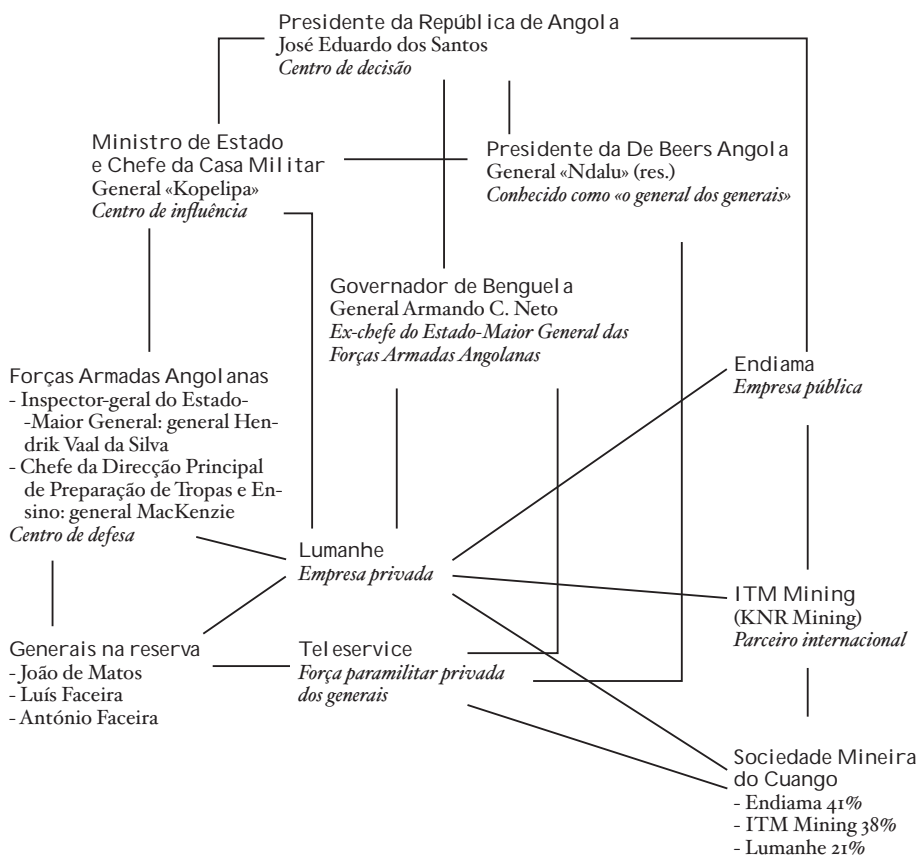 Presidente da República de Angola
José Eduardo dos Santos
Centro de decisão
Ministro de Estado
e Chefe da Casa Militar
General «Kopelipa»
Centro de influência
Presidente da De Beers Angola
General «Ndalu» (res.)
Conhecido como «o general dos generais»
Governador de Benguela
General Armando C. Neto
Ex-chefe do Estado-Maior General das
Forças Armadas Angolanas
Endiama
Empresa pública
Forças Armadas Angolanas
- Inspector-geral do Estado-
-Maior General: general Hen-
drik Vaal da Silva
- Chefe da Direcção Principal
de Preparação de Tropas e En-
sino: general MacKenzie
Centro de defesa
Lumanhe
Empresa privada
ITM Mining
(KNR Mining)
Parceiro internacional
Generais na reserva
- João de Matos
- Luís Faceira
- António Faceira
Teleservice
Força paramilitar privada
dos generais
Sociedade Mineira
do Cuango
- Endiama 41%
- ITM Mining 38%
- Lumanhe 21%